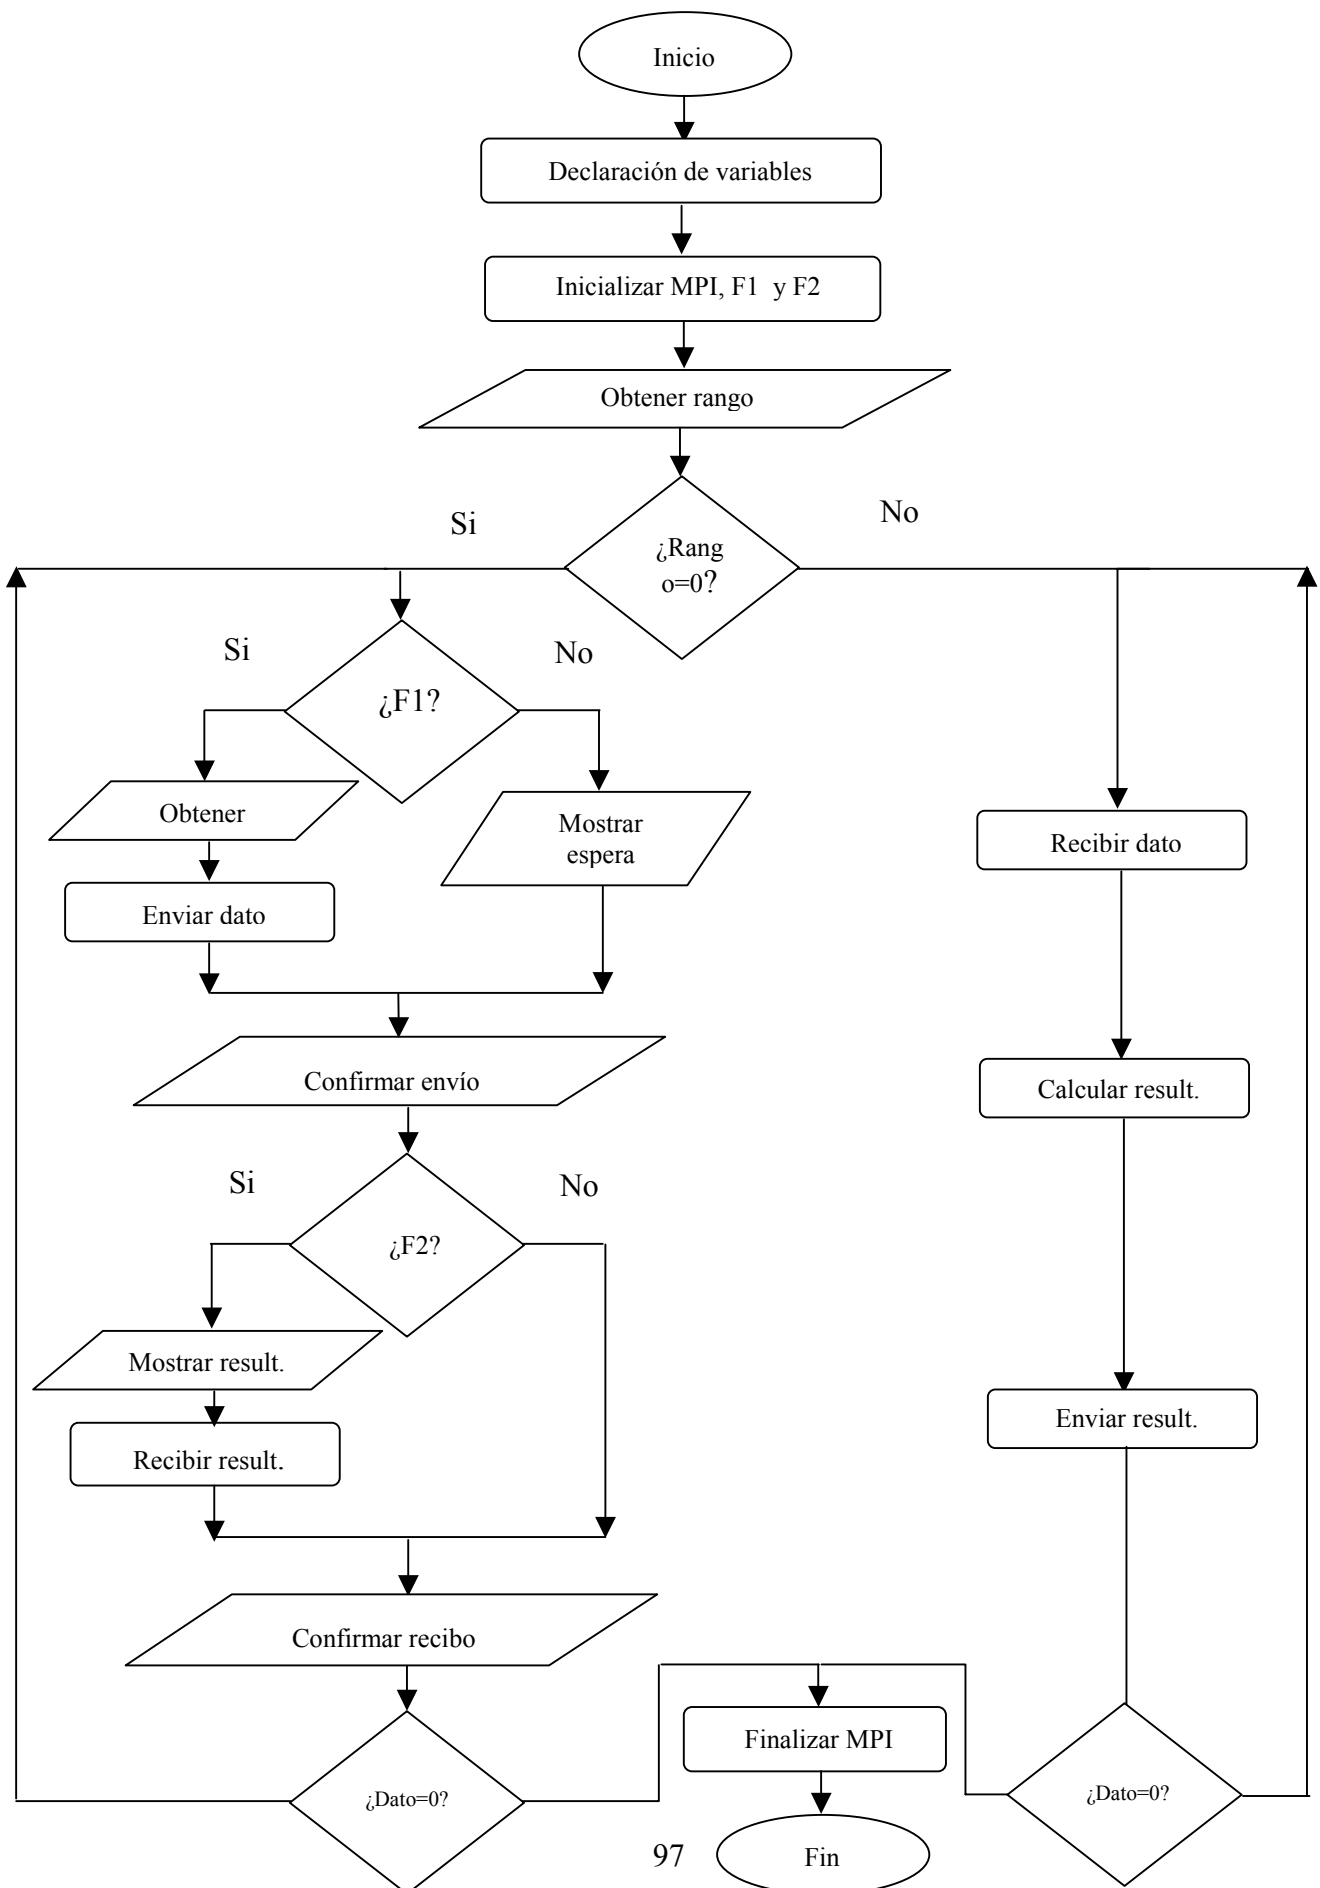 Inicio
Declaración de variables
Inicializar MPI, F1 y F2
Obtener rango
Si
No
¿Rang
o=0?
Si
No
¿F1?
Obtener
Mostrar
espera
Recibir dato
Enviar dato
Confirmar envío
Calcular result.
Si
No
¿F2?
Mostrar result.
Enviar result.
Recibir result.
Confirmar recibo
Finalizar MPI
¿Dato=0?
¿Dato=0?
97
Fin